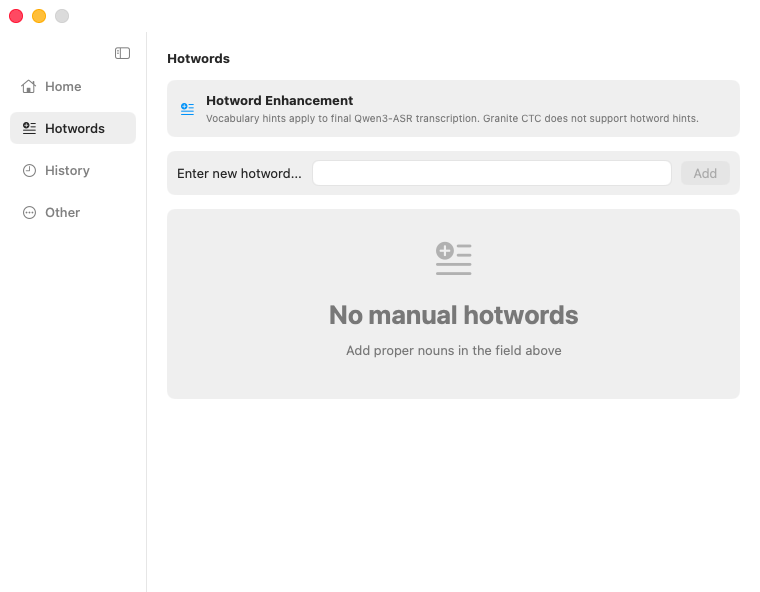 Home
Hotwords
History
Other
Hotwords
Hotword Enhancement
Vocabulary hints apply to final Qwen3-ASR transcription. Granite CTC does not support hotword hints.
Enter new hotword...
Add
No manual hotwords
Add proper nouns in the field above